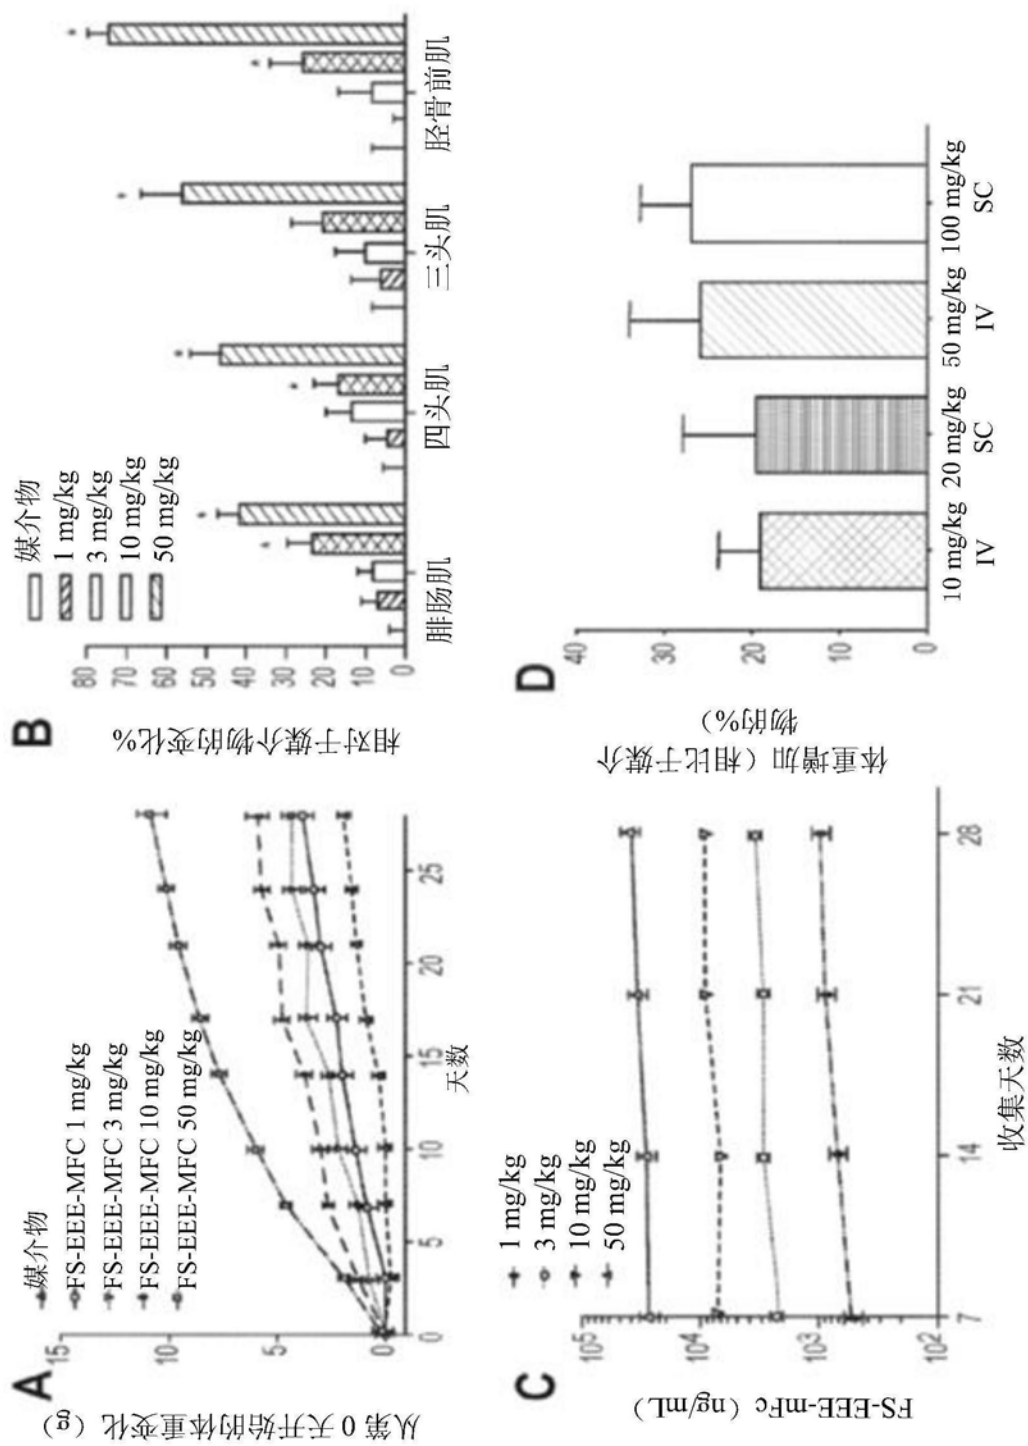 A
从第 0 天开始的体重变化（g）
15
10
5
0
媒介物
FS-EEE-MFC 1 mg/kg
FS-EEE-MFC 3 mg/kg
FS-EEE-MFC 10 mg/kg
FS-EEE-MFC 50 mg/kg
0
5
10
15
20
25
天数
B
相对于媒介物的变化%
80
70
60
50
40
30
20
10
0
媒介物
1 mg/kg
3 mg/kg
10 mg/kg
50 mg/kg
腓肠肌
四头肌
三头肌
胫骨前肌
C
FS-EEE-mFc（ng/mL）
10⁵
10⁴
10³
10²
1 mg/kg
3 mg/kg
10 mg/kg
50 mg/kg
7
14
21
28
收集天数
D
体重增加（相比于媒介
物的%）
40
30
20
10
0
10 mg/kg
IV
20 mg/kg
SC
50 mg/kg
IV
100 mg/kg
SC